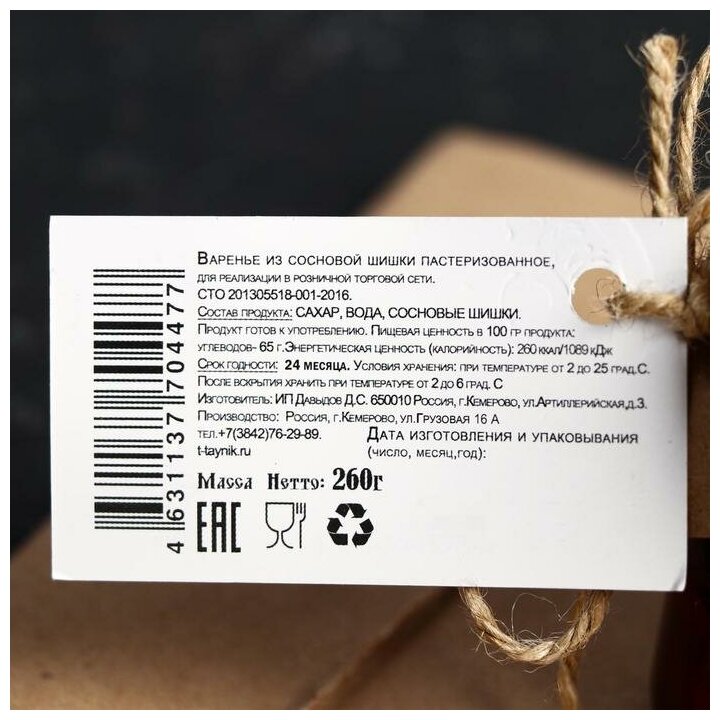 Варенье из сосновой шишки пастеризованное,
для реализации в розничной торговой сети.
СТО 201305518-001-2016.
Состав продукта: САХАР, ВОДА, СОСНОВЫЕ ШИШКИ.
Продукт готов к употреблению. Пищевая ценность в 100 гр продукта:
углеводов- 65 г.Энергетическая ценность (калорийность): 260 ккал/1089 кДж
Срок годности: 24 месяца. Условия хранения: при температуре от 2 до 25 град.С.
После вскрытия хранить при температуре от 2 до 6 град. С
Изготовитель: ИП Давыдов Д.С. 650010 Россия, г.Кемерово, ул.Артиллерийская,д.3.
Производство: Россия, г.Кемерово, ул.Грузовая 16 А
тел.+7(3842)76-29-89.
t-taynik.ru
Дата изготовления и упаковывания
(число, месяц,год):
Масса Нетто: 260г
EAC
4 631137 704477